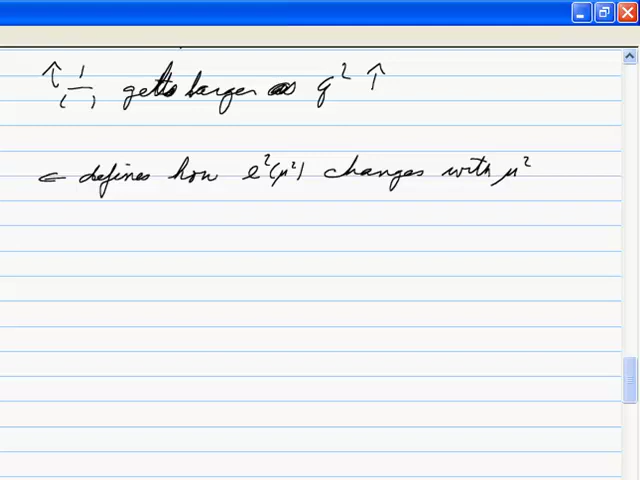 ↑ 1/( ) gets larger as q² ↑
← defines how e²(μ²) changes with μ²